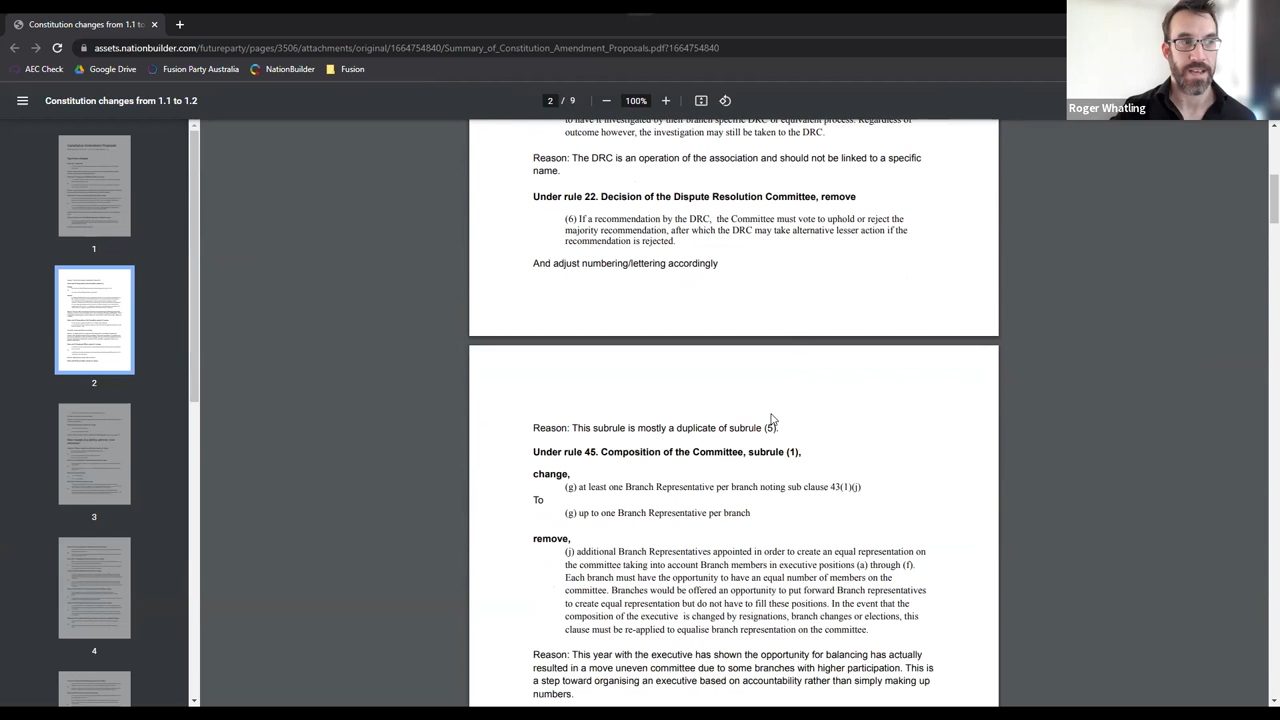 Constitution changes from 1.1 to
assets.nationbuilder.com/futureparty/pages/3506/attachments/original/1664754840/Summary_of_Constitution_Amendment_Proposals.pdf?1664754840
AEC Check Google Drive Fusion Party Australia NationBuilder Fusion
Roger Whatling
Constitution changes from 1.1 to 1.2
2 / 9
100%
1
2
3
4
to have it investigated by their branch specific DRC or equivalent process. Regardless of
outcome however, the investigation may still be taken to the DRC.
Reason: The DRC is an operation of the association and should not be linked to a specific
name.
Under rule 22. Decision of the Dispute Resolution Committee, remove
(6) If a recommendation by the DRC, the Committee must vote to uphold or reject the
majority recommendation, after which the DRC may take alternative lesser action if the
recommendation is rejected.
And adjust numbering/lettering accordingly
Reason: This subrule is mostly a duplicate of subrule (5).
Under rule 45. Composition of the Committee, subrule (1),
change,
(g) at least one Branch Representative per branch noting sub clause 43(1)(j)
To
(g) up to one Branch Representative per branch
remove,
(j) additional Branch Representatives appointed in order to create an equal representation on
the committee taking into account Branch members in executive positions (a) through (f).
Each branch must have the opportunity to have an equal number of members on the
committee. Branches would be offered an opportunity to put forward Branch representatives
to create equal representation but do not have to fill these positions. In the event that the
composition of the executive is changed by resignations, branch changes or elections, this
clause must be re-applied to equalise branch representation on the committee.
Reason: This year with the executive has shown the opportunity for balancing has actually
resulted in a move uneven committee due to some branches with higher participation. This is
a step toward organising an executive based on accountability rather than simply making up
numbers.